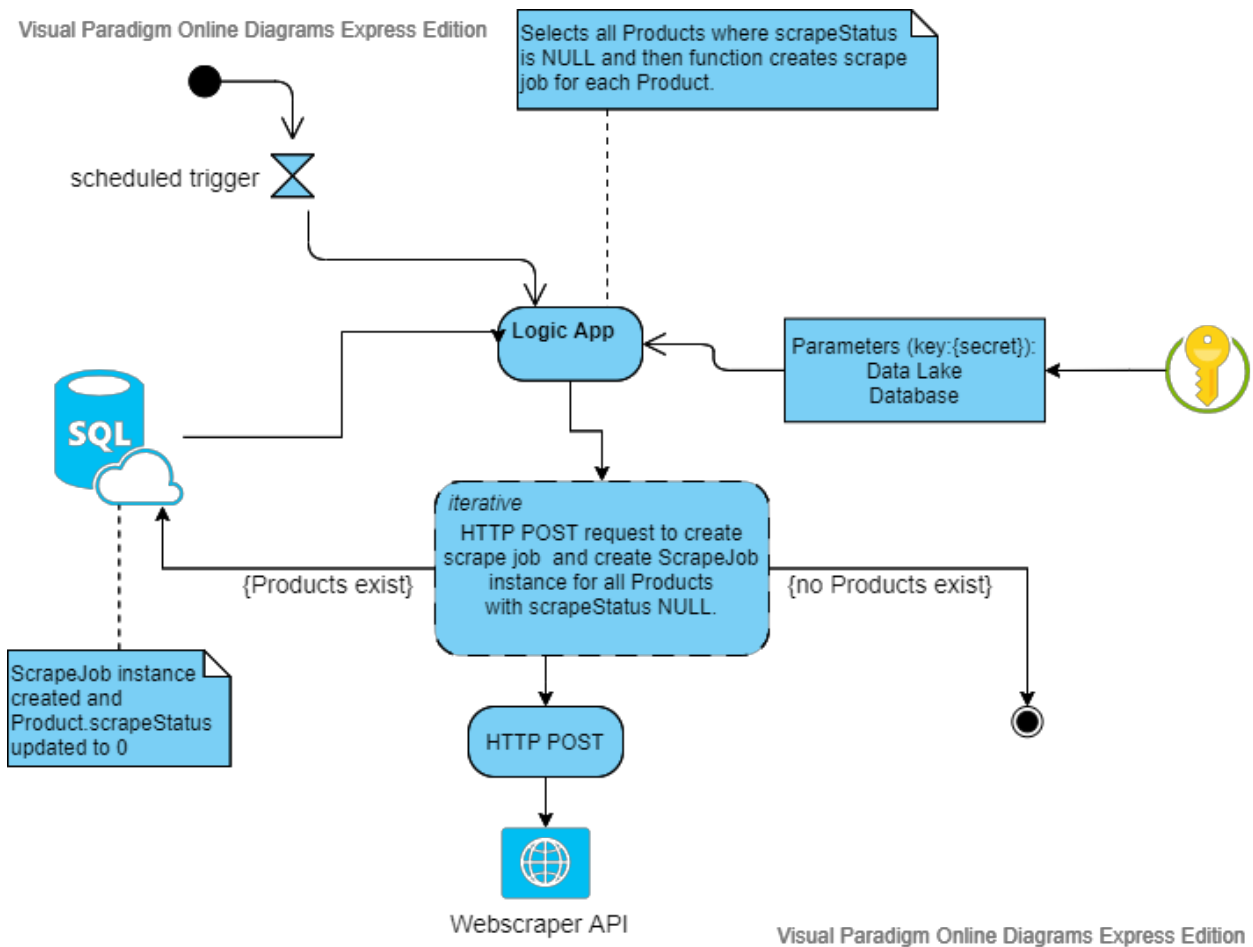 Visual Paradigm Online Diagrams Express Edition
Selects all Products where scrapeStatus
is NULL and then function creates scrape
job for each Product.
scheduled trigger
Logic App
Parameters (key:{secret}):
Data Lake
Database
SQL
iterative
HTTP POST request to create
scrape job and create ScrapeJob
instance for all Products
with scrapeStatus NULL.
{Products exist}
{no Products exist}
ScrapeJob instance
created and
Product.scrapeStatus
updated to 0
HTTP POST
Webscraper API
Visual Paradigm Online Diagrams Express Edition